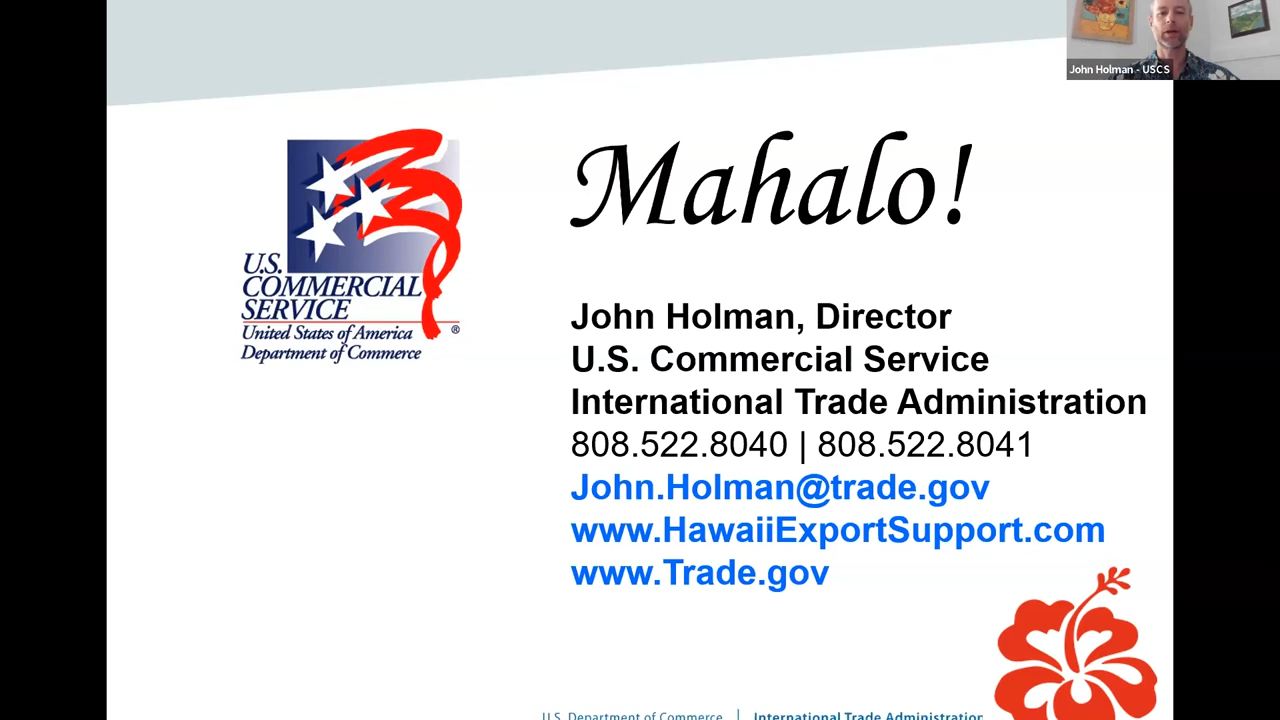 John Holman - USCS
Mahalo!
U.S.
COMMERCIAL
SERVICE
United States of America
Department of Commerce
®
John Holman, Director
U.S. Commercial Service
International Trade Administration
808.522.8040 | 808.522.8041
John.Holman@trade.gov
www.HawaiiExportSupport.com
www.Trade.gov
U.S. Department of Commerce | International Trade Administration